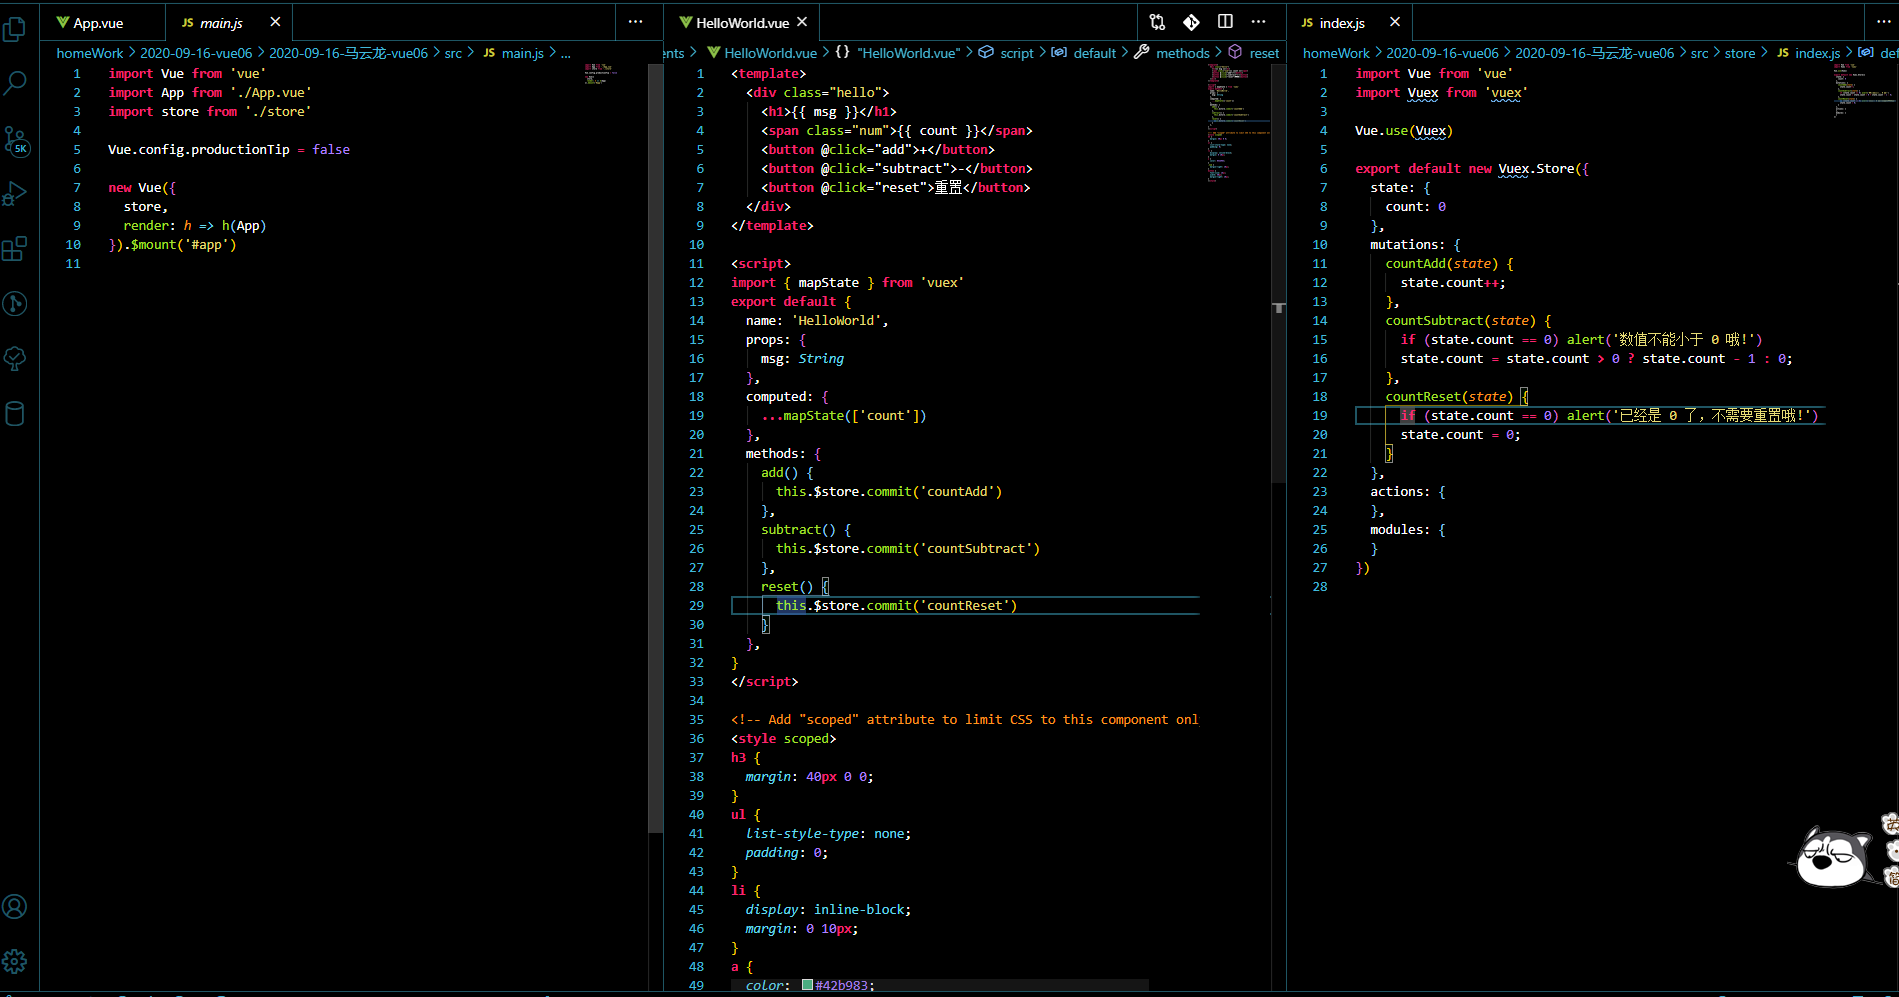 App.vue
JS main.js
homeWork > 2020-09-16-vue06 > 2020-09-16-马云龙-vue06 > src > JS main.js > ...
1 import Vue from 'vue'
2 import App from './App.vue'
3 import store from './store'
4
5 Vue.config.productionTip = false
6
7 new Vue({
8 store,
9 render: h => h(App)
10 }).$mount('#app')
11
HelloWorld.vue
ents > HelloWorld.vue > {} "HelloWorld.vue" > script > default > methods > reset
1 <template>
2 <div class="hello">
3 <h1>{{ msg }}</h1>
4 <span class="num">{{ count }}</span>
5 <button @click="add">+</button>
6 <button @click="subtract">-</button>
7 <button @click="reset">重置</button>
8 </div>
9 </template>
10
11 <script>
12 import { mapState } from 'vuex'
13 export default {
14 name: 'HelloWorld',
15 props: {
16 msg: String
17 },
18 computed: {
19 ...mapState(['count'])
20 },
21 methods: {
22 add() {
23 this.$store.commit('countAdd')
24 },
25 subtract() {
26 this.$store.commit('countSubtract')
27 },
28 reset() {
29 this.$store.commit('countReset')
30 }
31 },
32 }
33 </script>
34
35 <!-- Add "scoped" attribute to limit CSS to this component onl
36 <style scoped>
37 h3 {
38 margin: 40px 0 0;
39 }
40 ul {
41 list-style-type: none;
42 padding: 0;
43 }
44 li {
45 display: inline-block;
46 margin: 0 10px;
47 }
48 a {
49 color: #42b983;
JS index.js
homeWork > 2020-09-16-vue06 > 2020-09-16-马云龙-vue06 > src > store > JS index.js > def
1 import Vue from 'vue'
2 import Vuex from 'vuex'
3
4 Vue.use(Vuex)
5
6 export default new Vuex.Store({
7 state: {
8 count: 0
9 },
10 mutations: {
11 countAdd(state) {
12 state.count++;
13 },
14 countSubtract(state) {
15 if (state.count == 0) alert('数值不能小于 0 哦!')
16 state.count = state.count > 0 ? state.count - 1 : 0;
17 },
18 countReset(state) {
19 if (state.count == 0) alert('已经是 0 了, 不需要重置哦!')
20 state.count = 0;
21 }
22 },
23 actions: {
24 },
25 modules: {
26 }
27 })
28
5K